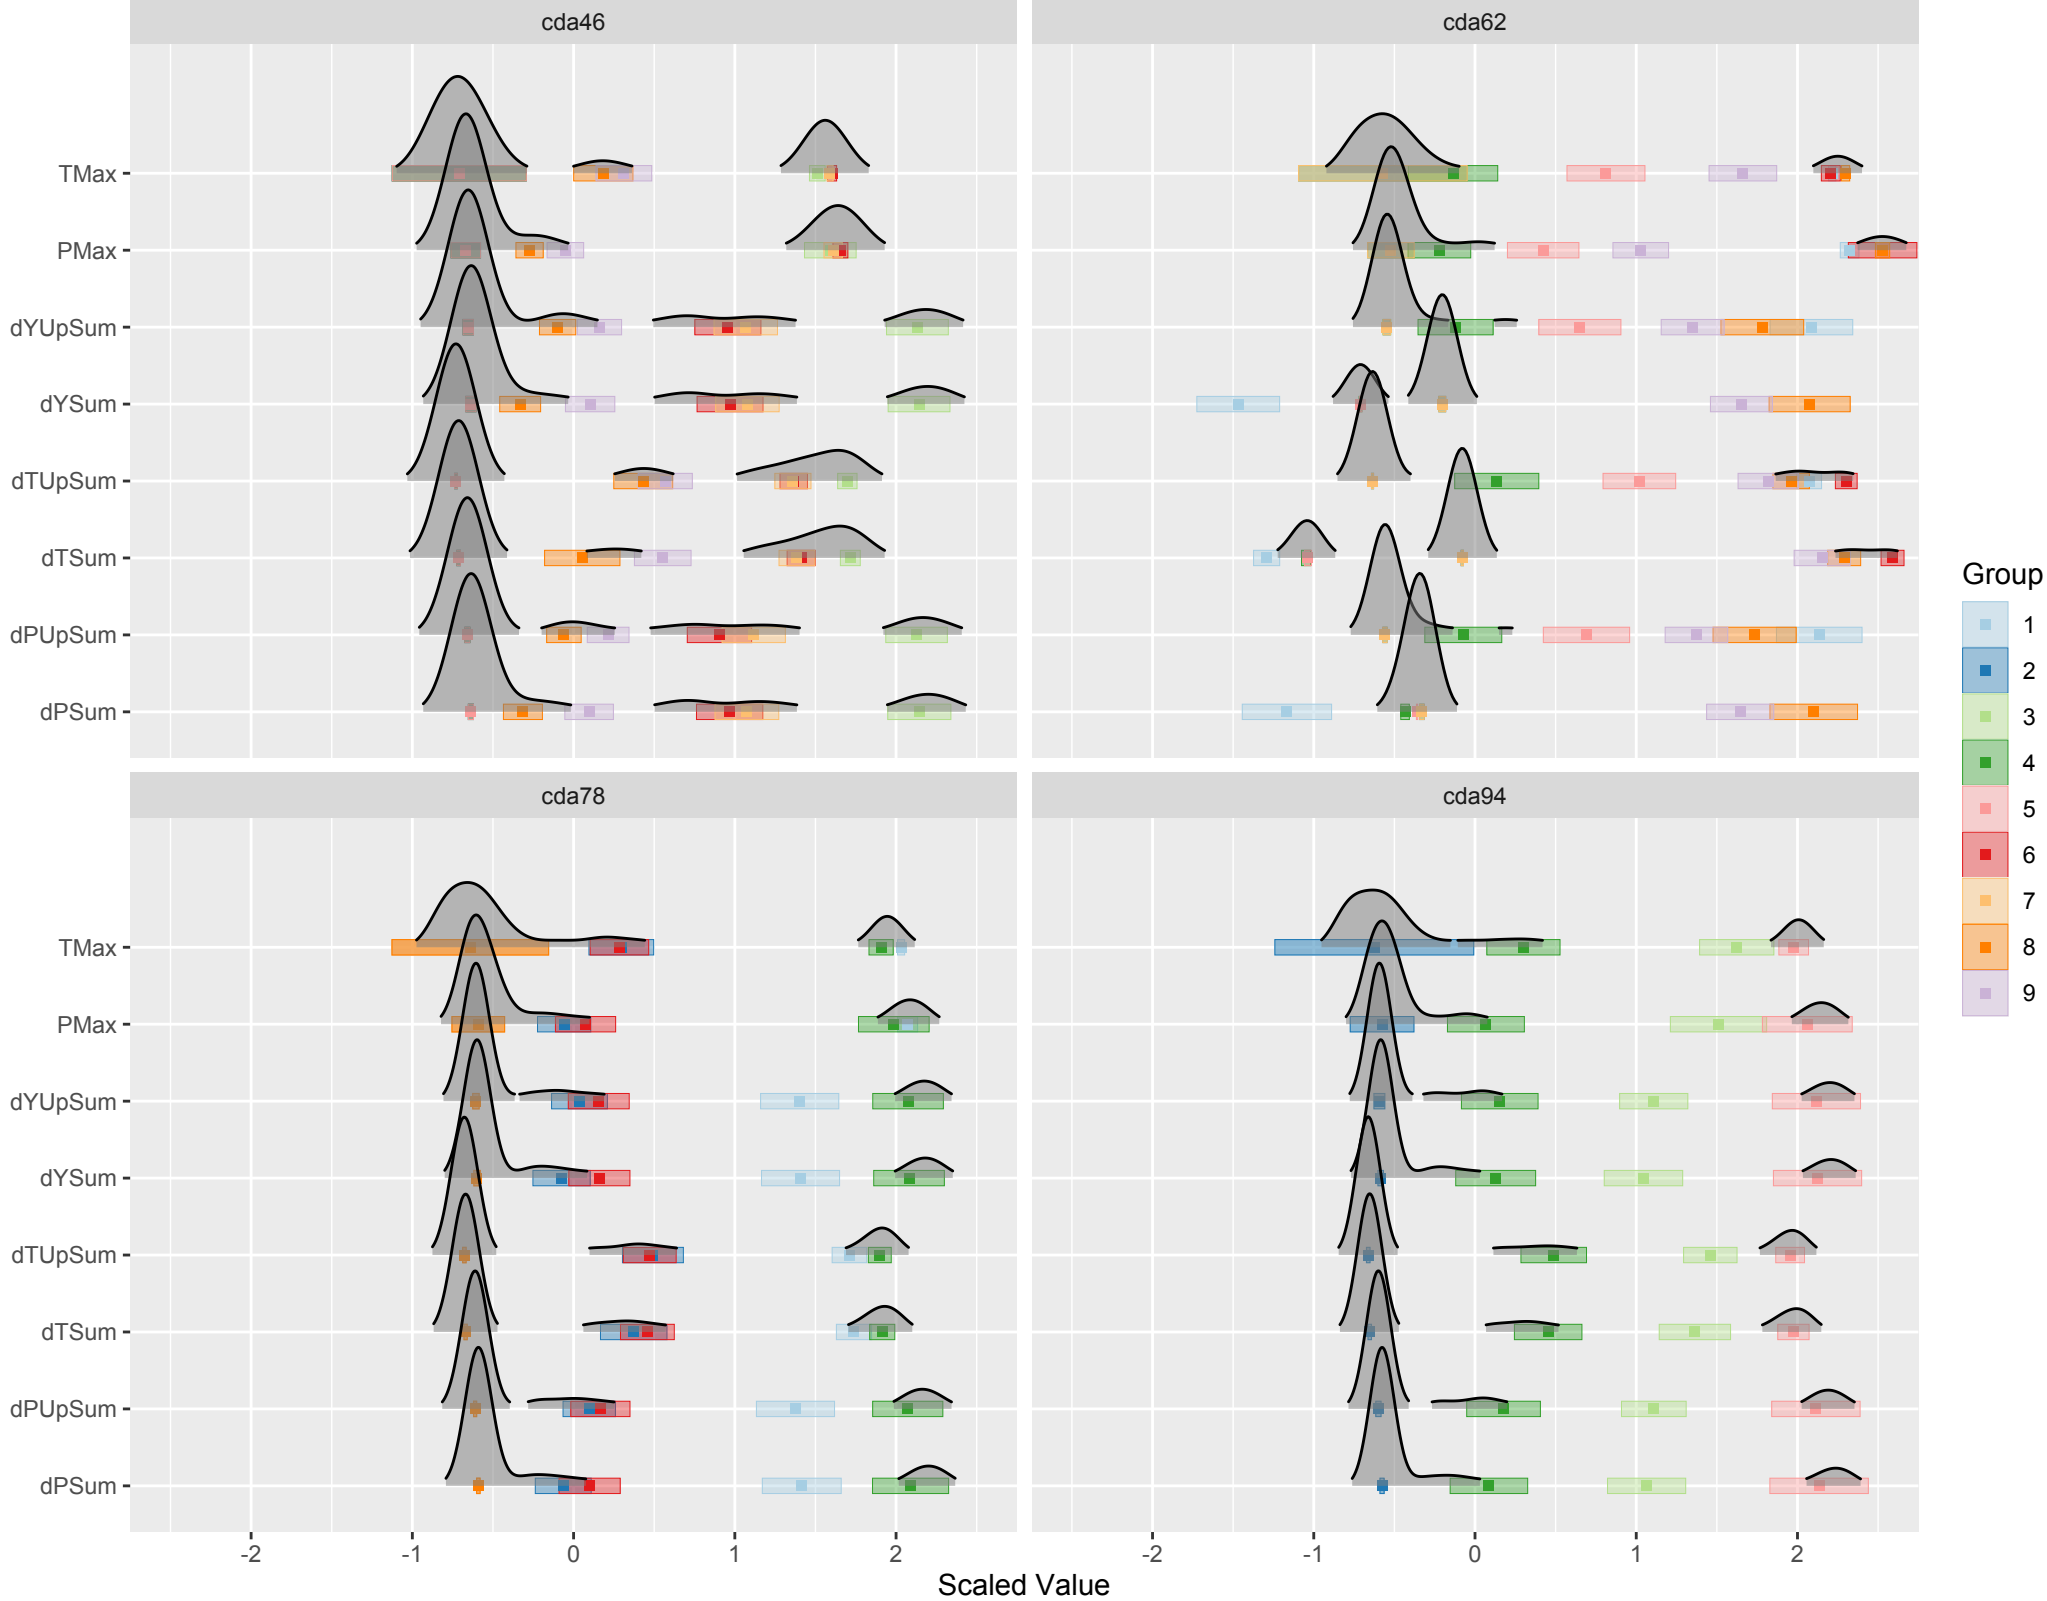 cda46
cda62
TMax
PMax
dYUpSum
dYSum
dTUpSum
dTSum
dPUpSum
dPSum
cda78
cda94
TMax
PMax
dYUpSum
dYSum
dTUpSum
dTSum
dPUpSum
dPSum
-2 -1 0 1 2
-2 -1 0 1 2
Scaled Value
Group
1
2
3
4
5
6
7
8
9